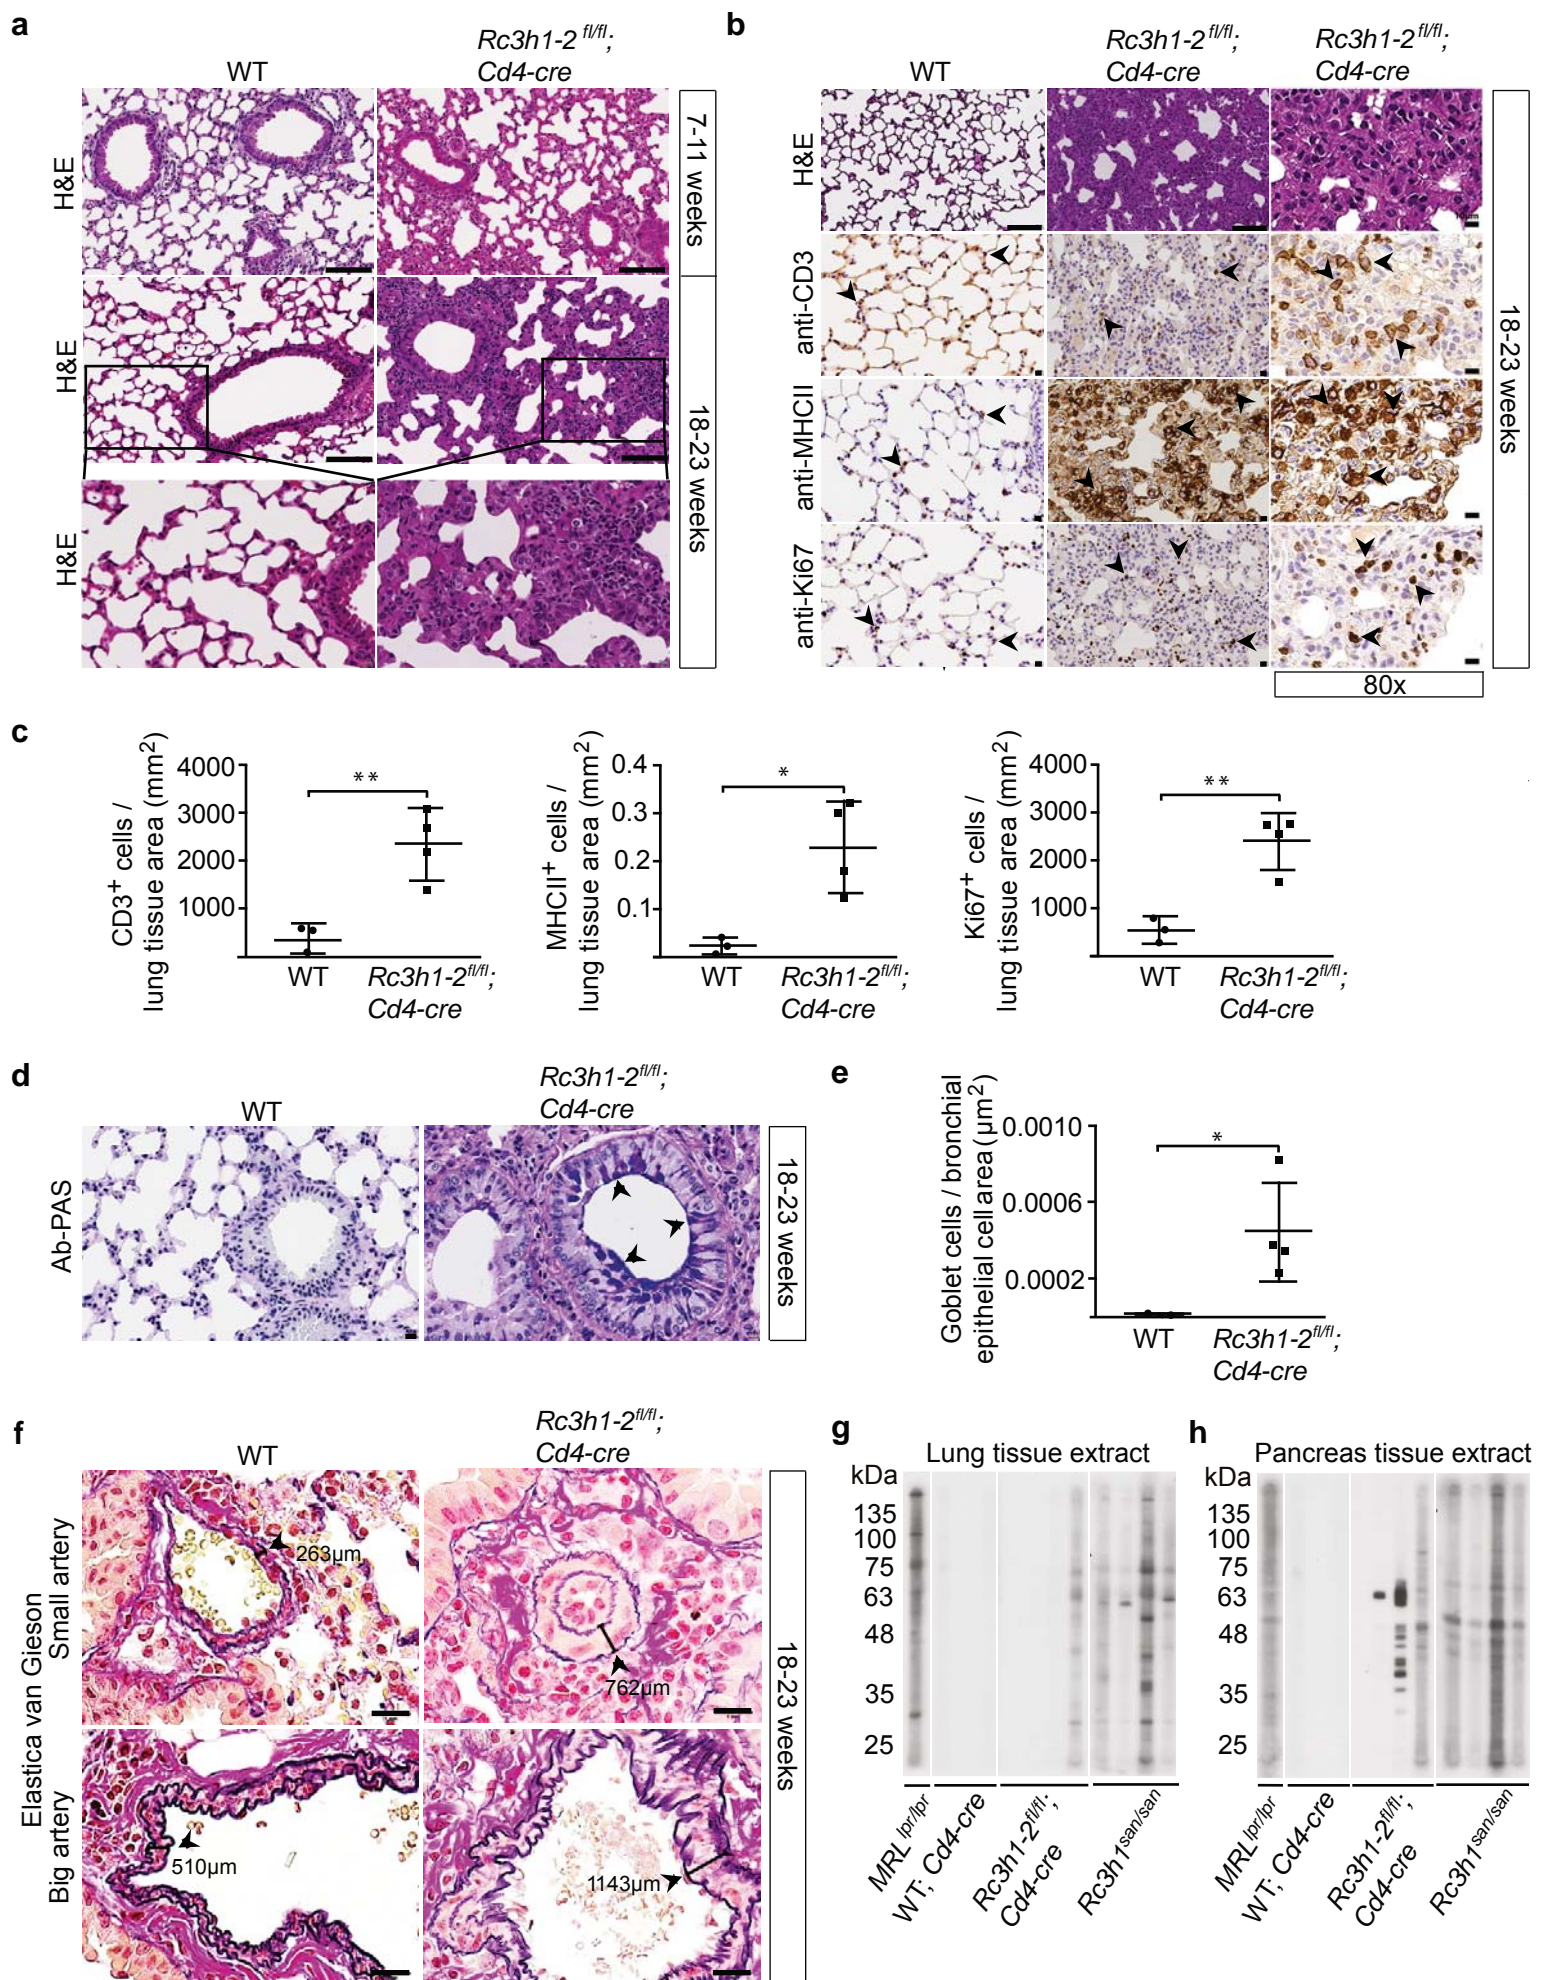 a
WT
Rc3h1-2 fl/fl;
Cd4-cre
H&E
7-11 weeks
H&E
18-23 weeks
H&E
b
WT
Rc3h1-2 fl/fl;
Cd4-cre
Rc3h1-2 fl/fl;
Cd4-cre
H&E
anti-CD3
anti-MHCII
anti-Ki67
18-23 weeks
80x
c
CD3+ cells /
lung tissue area (mm2)
4000
3000
2000
1000
**
WT
Rc3h1-2fl/fl;
Cd4-cre
MHCII+ cells /
lung tissue area (mm2)
0.4
0.3
0.2
0.1
*
WT
Rc3h1-2fl/fl;
Cd4-cre
Ki67+ cells /
lung tissue area (mm2)
4000
3000
2000
1000
**
WT
Rc3h1-2fl/fl;
Cd4-cre
d
WT
Rc3h1-2fl/fl;
Cd4-cre
Ab-PAS
18-23 weeks
e
Goblet cells / bronchial
epithelial cell area (µm2)
0.0010
0.0006
0.0002
*
WT
Rc3h1-2fl/fl;
Cd4-cre
f
WT
Rc3h1-2fl/fl;
Cd4-cre
Elastica van Gieson
Small artery
Big artery
263µm
762µm
510µm
1143µm
18-23 weeks
g
Lung tissue extract
kDa
135
100
75
63
48
35
25
MRL lpr/lpr
WT; Cd4-cre
Rc3h1-2fl/fl;
Cd4-cre
Rc3h1san/san
h
Pancreas tissue extract
kDa
135
100
75
63
48
35
25
MRL lpr/lpr
WT; Cd4-cre
Rc3h1-2fl/fl;
Cd4-cre
Rc3h1san/san